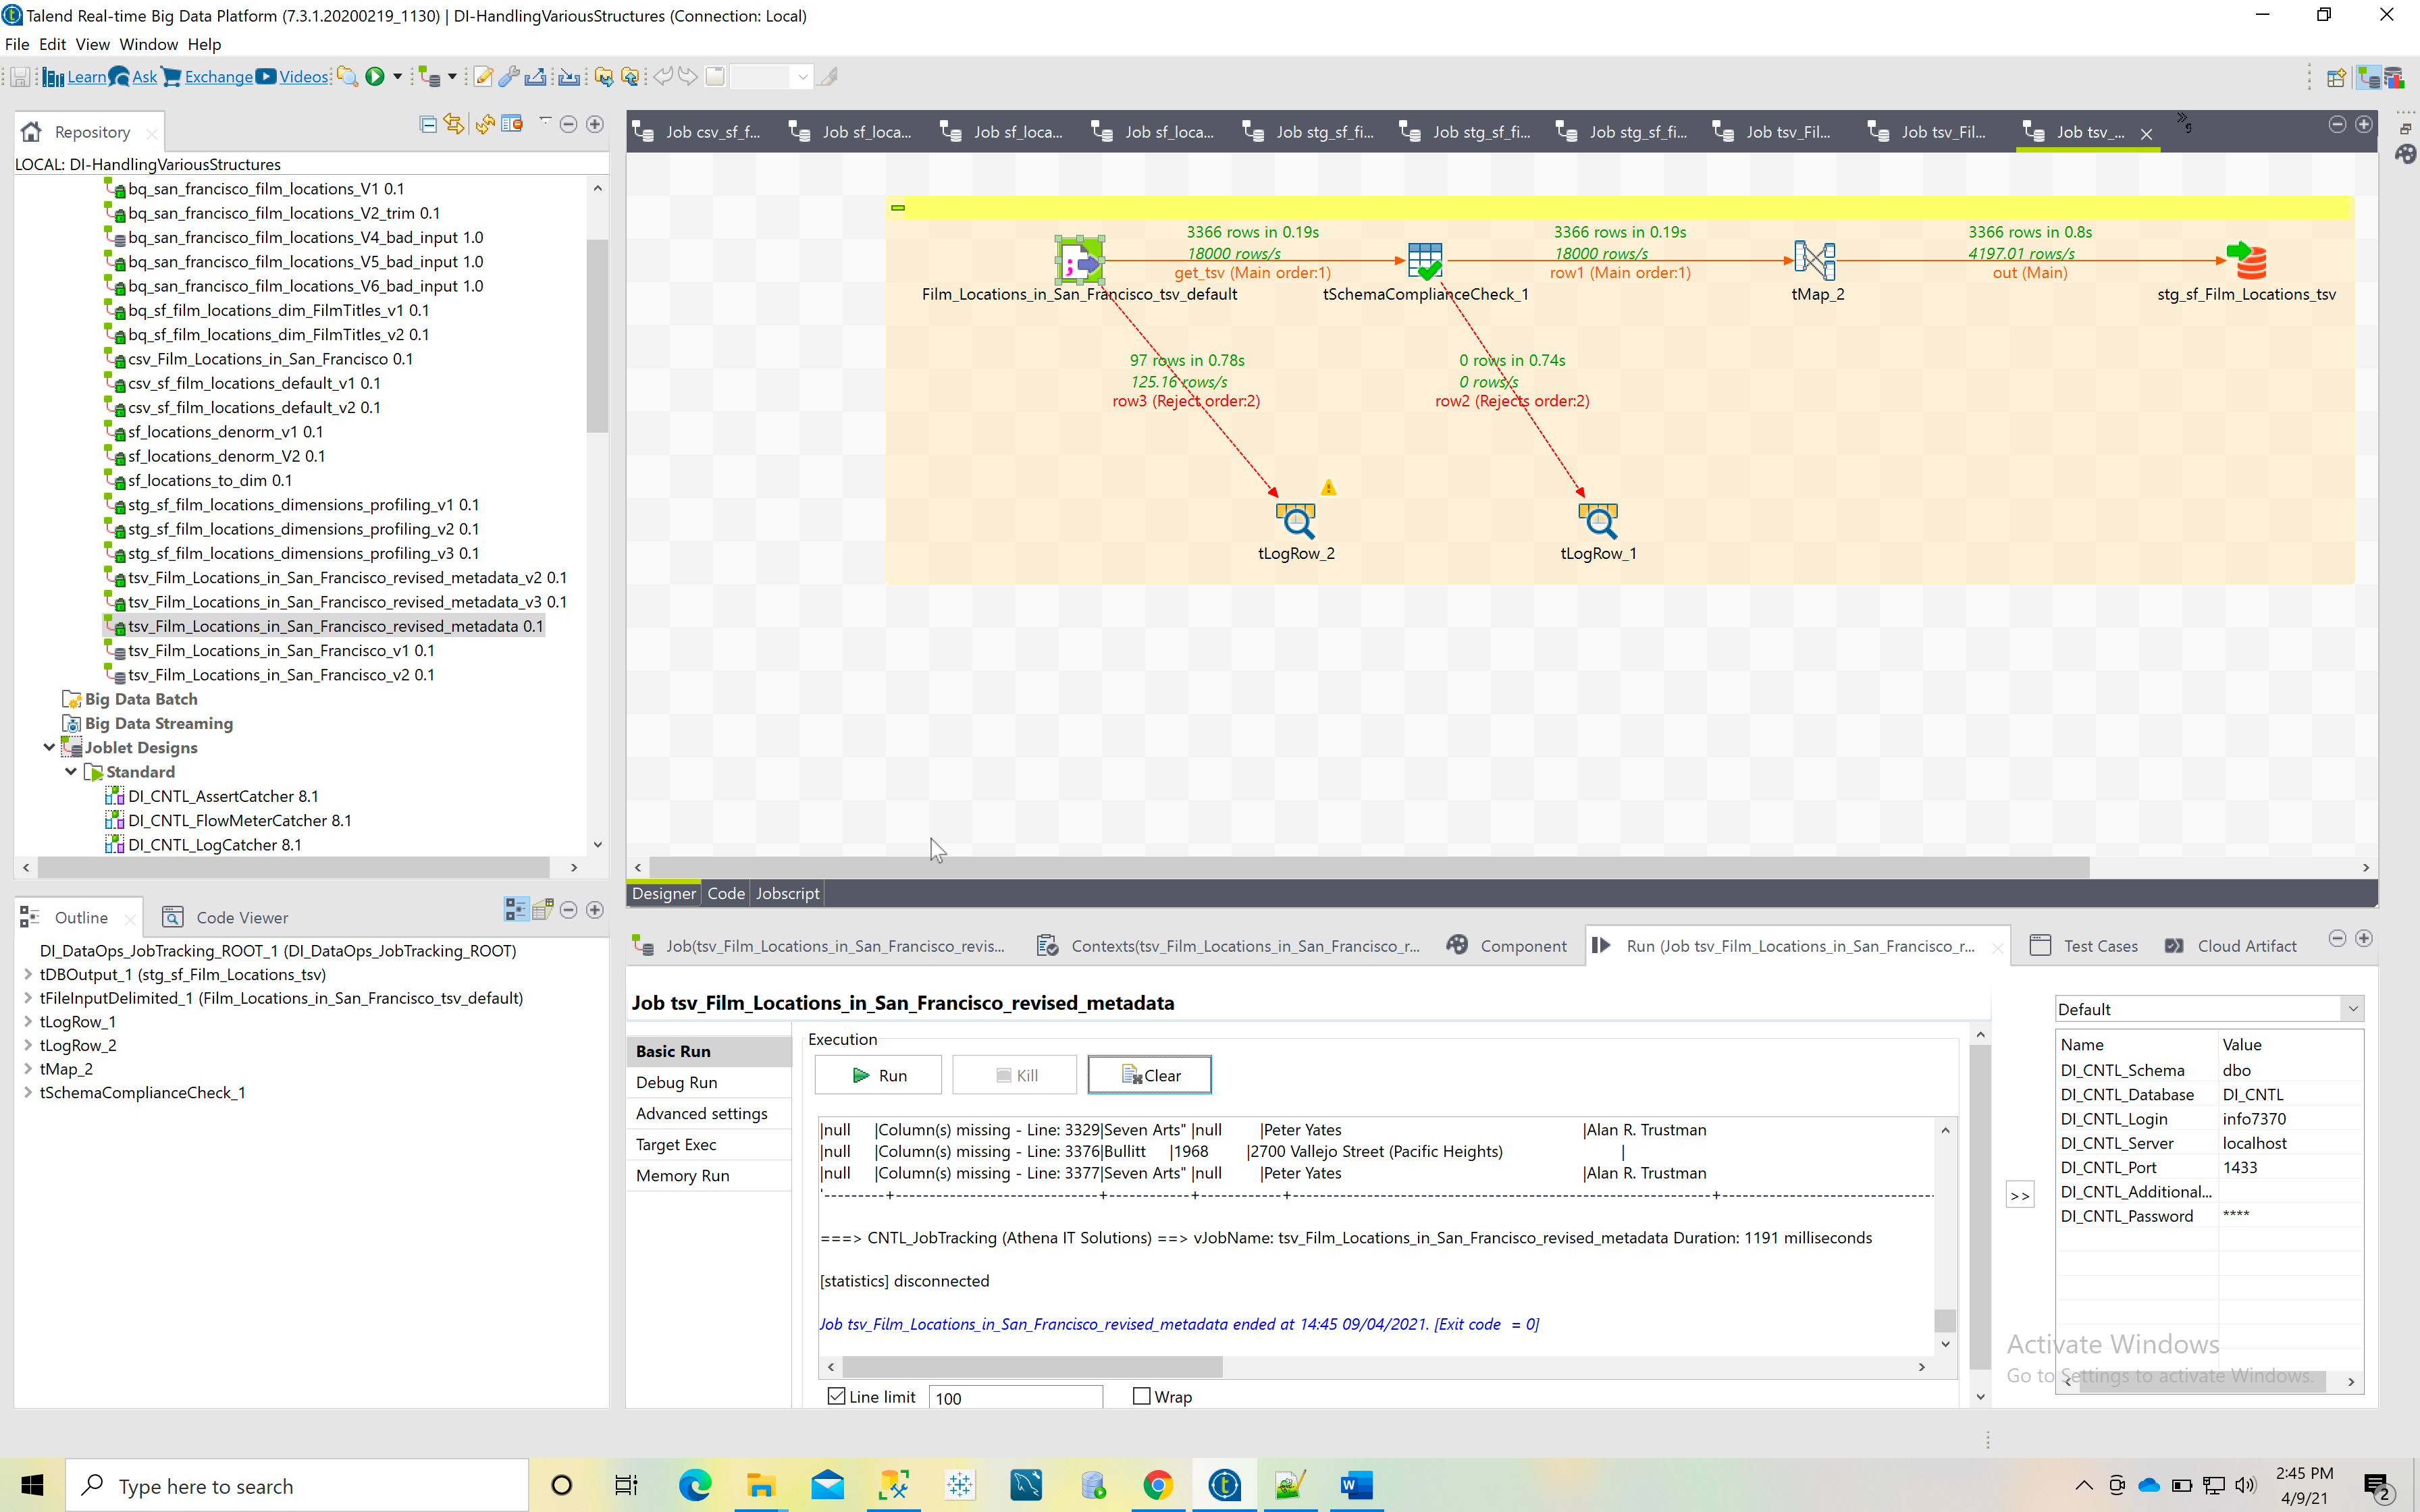 Talend Real-time Big Data Platform (7.3.1.20200219_1130) | DI-HandlingVariousStructures (Connection: Local)
File Edit View Window Help
Learn Ask Exchange Videos
Repository
LOCAL: DI-HandlingVariousStructures
bq_san_francisco_film_locations_V1 0.1
bq_san_francisco_film_locations_V2_trim 0.1
bq_san_francisco_film_locations_V4_bad_input 1.0
bq_san_francisco_film_locations_V5_bad_input 1.0
bq_san_francisco_film_locations_V6_bad_input 1.0
bq_sf_film_locations_dim_FilmTitles_v1 0.1
bq_sf_film_locations_dim_FilmTitles_v2 0.1
csv_Film_Locations_in_San_Francisco 0.1
csv_sf_film_locations_default_v1 0.1
csv_sf_film_locations_default_v2 0.1
sf_locations_denorm_v1 0.1
sf_locations_denorm_V2 0.1
sf_locations_to_dim 0.1
stg_sf_film_locations_dimensions_profiling_v1 0.1
stg_sf_film_locations_dimensions_profiling_v2 0.1
stg_sf_film_locations_dimensions_profiling_v3 0.1
tsv_Film_Locations_in_San_Francisco_revised_metadata_v2 0.1
tsv_Film_Locations_in_San_Francisco_revised_metadata_v3 0.1
tsv_Film_Locations_in_San_Francisco_revised_metadata 0.1
tsv_Film_Locations_in_San_Francisco_v1 0.1
tsv_Film_Locations_in_San_Francisco_v2 0.1
Big Data Batch
Big Data Streaming
Joblet Designs
Standard
DI_CNTL_AssertCatcher 8.1
DI_CNTL_FlowMeterCatcher 8.1
DI_CNTL_LogCatcher 8.1
Job csv_sf_f... Job sf_loca... Job sf_loca... Job sf_loca... Job stg_sf_fi... Job stg_sf_fi... Job stg_sf_fi... Job tsv_Fil... Job tsv_Fil... Job tsv_... » 9
3366 rows in 0.19s 3366 rows in 0.19s 3366 rows in 0.8s
18000 rows/s 18000 rows/s 4197.01 rows/s
get_tsv (Main order:1) row1 (Main order:1) out (Main)
Film_Locations_in_San_Francisco_tsv_default tSchemaComplianceCheck_1 tMap_2 stg_sf_Film_Locations_tsv
97 rows in 0.78s 0 rows in 0.74s
125.16 rows/s 0 rows/s
row3 (Reject order:2) row2 (Rejects order:2)
tLogRow_2 tLogRow_1
Designer Code Jobscript
Outline Code Viewer
DI_DataOps_JobTracking_ROOT_1 (DI_DataOps_JobTracking_ROOT)
tDBOutput_1 (stg_sf_Film_Locations_tsv)
tFileInputDelimited_1 (Film_Locations_in_San_Francisco_tsv_default)
tLogRow_1
tLogRow_2
tMap_2
tSchemaComplianceCheck_1
Job(tsv_Film_Locations_in_San_Francisco_revis... Contexts(tsv_Film_Locations_in_San_Francisco_r... Component Run (Job tsv_Film_Locations_in_San_Francisco_r... Test Cases Cloud Artifact
Job tsv_Film_Locations_in_San_Francisco_revised_metadata
Basic Run
Debug Run
Advanced settings
Target Exec
Memory Run
Execution
Run Kill Clear
|null |Column(s) missing - Line: 3329|Seven Arts" |null |Peter Yates |Alan R. Trustman
|null |Column(s) missing - Line: 3376|Bullitt |1968 |2700 Vallejo Street (Pacific Heights) |
|null |Column(s) missing - Line: 3377|Seven Arts" |null |Peter Yates |Alan R. Trustman
===> CNTL_JobTracking (Athena IT Solutions) ==> vJobName: tsv_Film_Locations_in_San_Francisco_revised_metadata Duration: 1191 milliseconds
[statistics] disconnected
Job tsv_Film_Locations_in_San_Francisco_revised_metadata ended at 14:45 09/04/2021. [Exit code = 0]
Line limit 100 Wrap
>>
Default
Name Value
DI_CNTL_Schema dbo
DI_CNTL_Database DI_CNTL
DI_CNTL_Login info7370
DI_CNTL_Server localhost
DI_CNTL_Port 1433
DI_CNTL_Additional...
DI_CNTL_Password ****
Activate Windows
Go to Settings to activate Windows.
Type here to search
2:45 PM
4/9/21
2